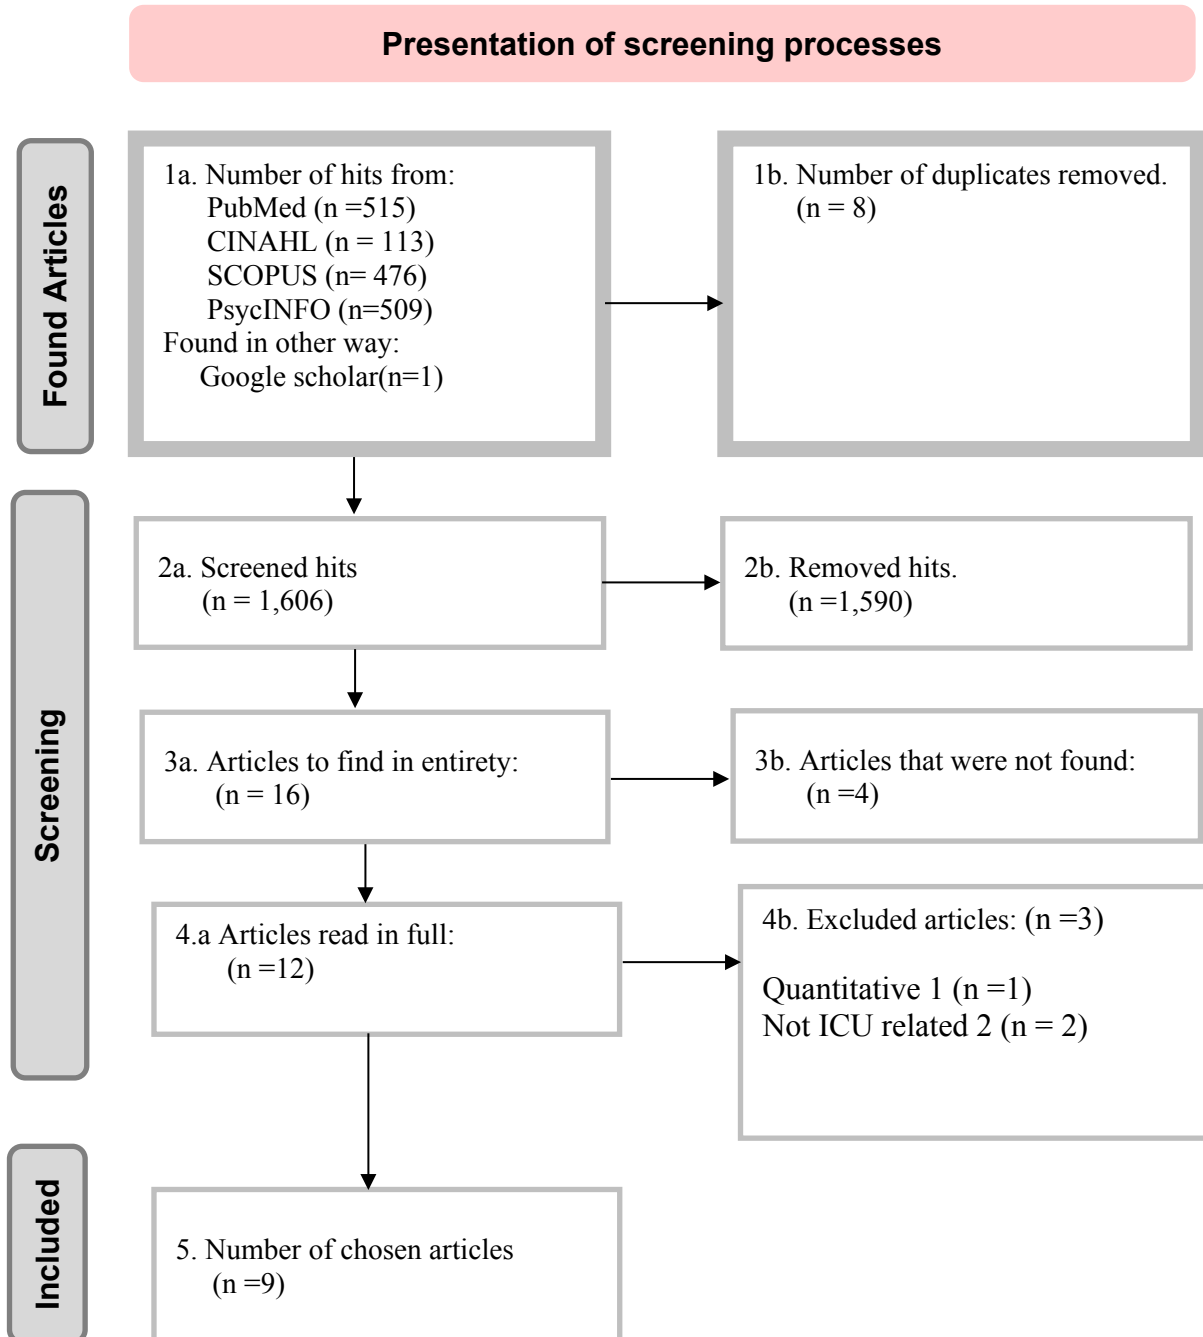 Presentation of screening processes
Found Articles
1a. Number of hits from:
PubMed (n =515)
CINAHL (n = 113)
SCOPUS (n= 476)
PsycINFO (n=509)
Found in other way:
Google scholar(n=1)
1b. Number of duplicates removed.
(n = 8)
Screening
2a. Screened hits
(n = 1,606)
2b. Removed hits.
(n =1,590)
3a. Articles to find in entirety:
(n = 16)
3b. Articles that were not found:
(n =4)
4.a Articles read in full:
(n =12)
4b. Excluded articles: (n =3)
Quantitative 1 (n =1)
Not ICU related 2 (n = 2)
Included
5. Number of chosen articles
(n =9)